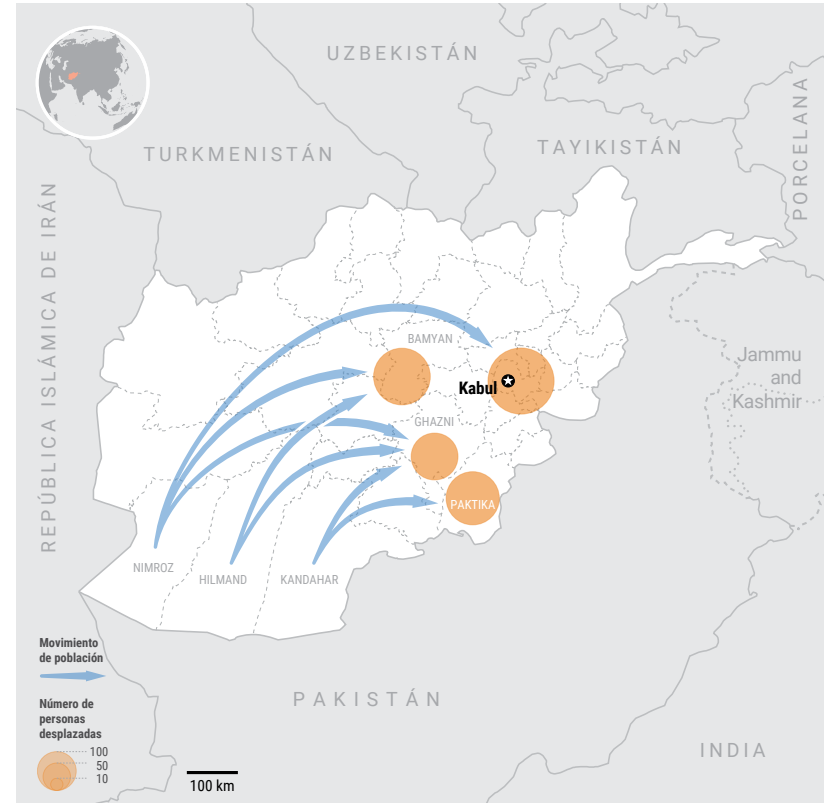 UZBEKISTÁN
TURKMENISTÁN
TAYIKISTÁN
PORCELANA
REPÚBLICA ISLÁMICA DE IRÁN
BAMYAN
Jammu
and
Kashmir
Kabul
GHAZNI
PAKTIKA
NIMROZ
HILMAND
KANDAHAR
Movimiento
de población
PAKISTÁN
Número de
personas
desplazadas
100
50
10
INDIA
100 km